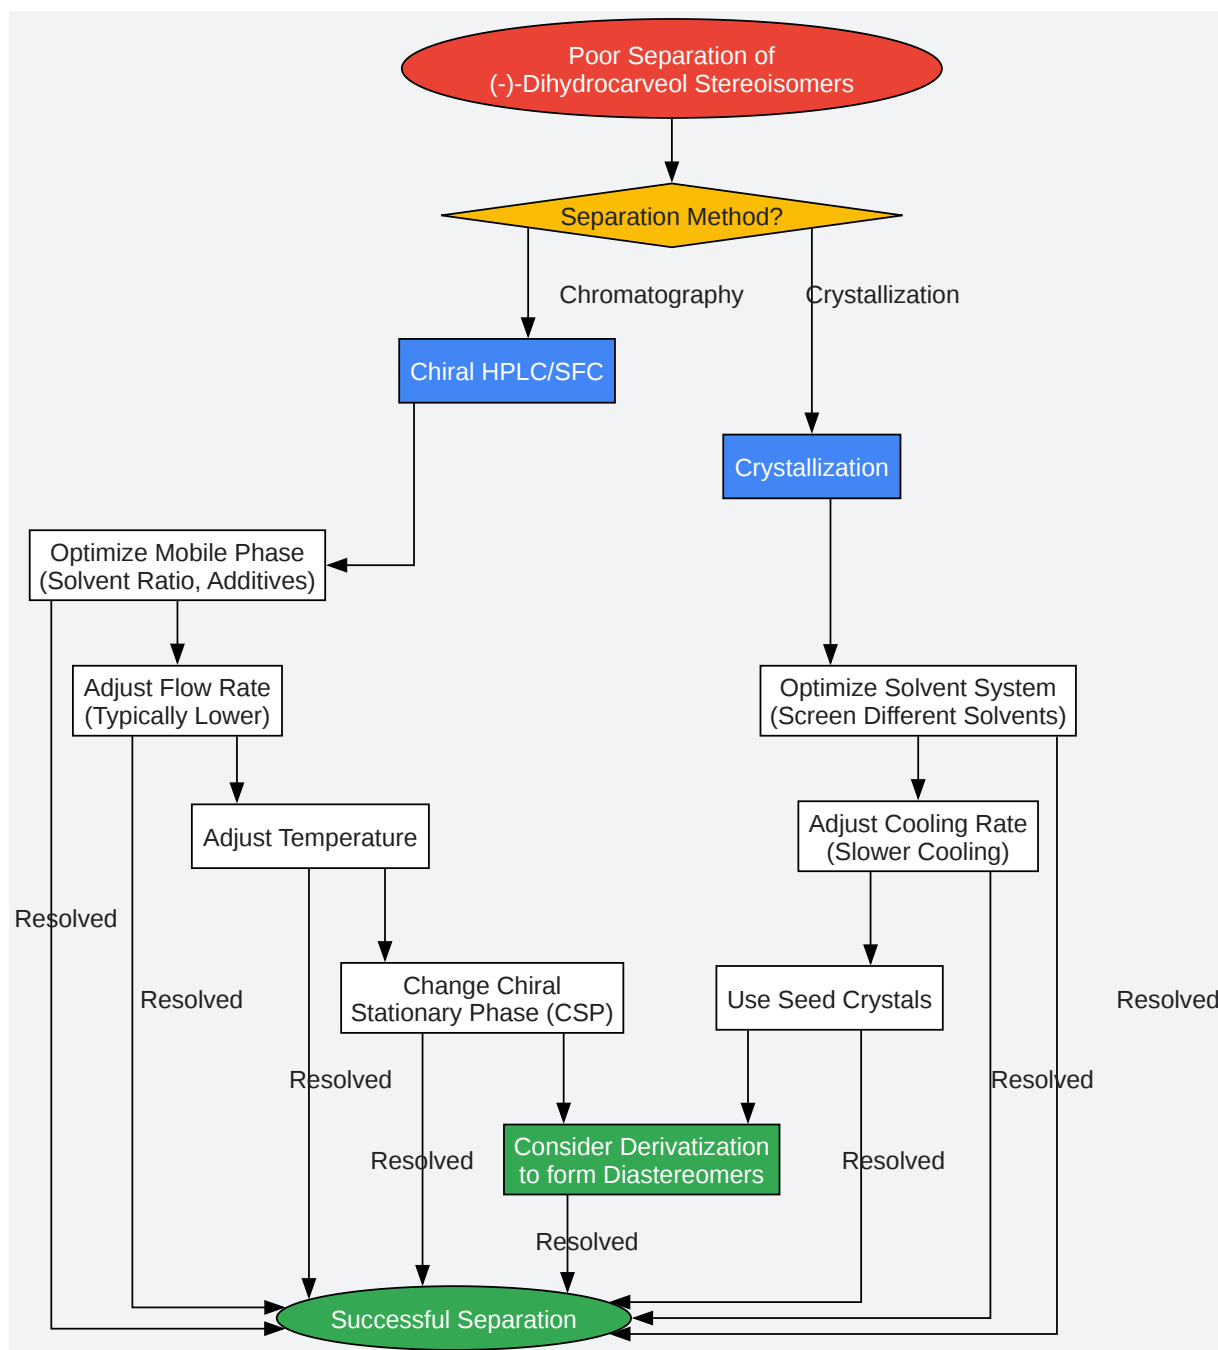 Poor Separation of
(-)-Dihydrocarveol Stereoisomers
Separation Method?
Chromatography
Crystallization
Chiral HPLC/SFC
Crystallization
Optimize Mobile Phase
(Solvent Ratio, Additives)
Adjust Flow Rate
(Typically Lower)
Optimize Solvent System
(Screen Different Solvents)
Adjust Temperature
Adjust Cooling Rate
(Slower Cooling)
Resolved
Change Chiral
Stationary Phase (CSP)
Use Seed Crystals
Resolved
Resolved
Resolved
Resolved
Consider Derivatization
to form Diastereomers
Resolved
Resolved
Resolved
Successful Separation